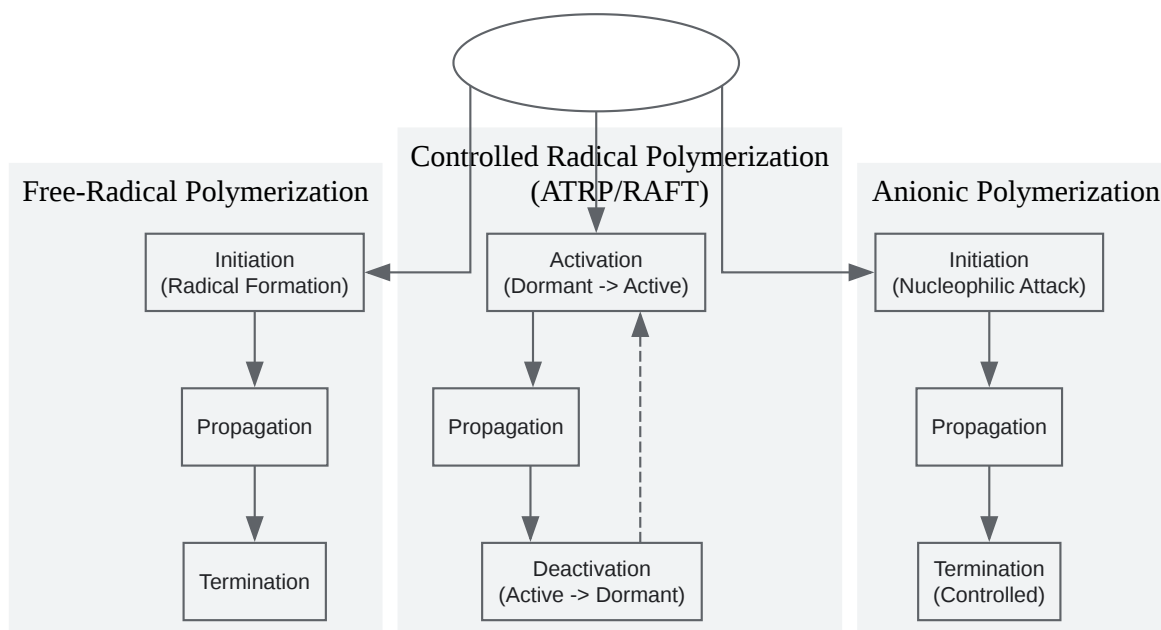 Free-Radical Polymerization
Initiation
(Radical Formation)
Propagation
Termination
Controlled Radical Polymerization
(ATRP/RAFT)
Activation
(Dormant -> Active)
Propagation
Deactivation
(Active -> Dormant)
Anionic Polymerization
Initiation
(Nucleophilic Attack)
Propagation
Termination
(Controlled)